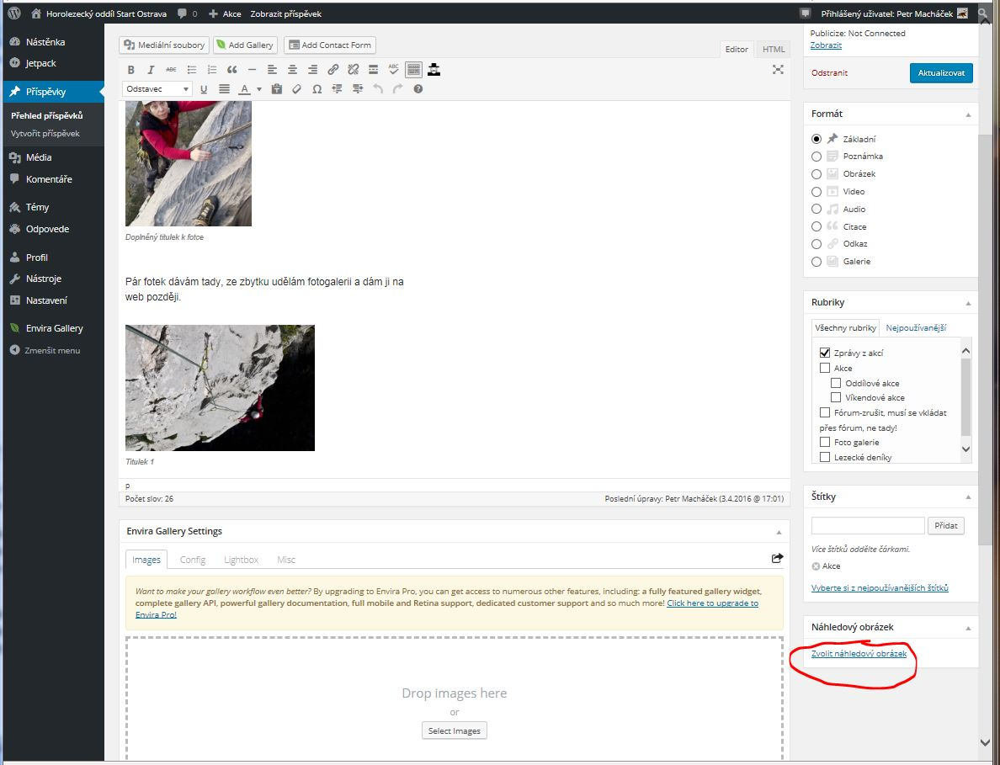 Horolezecký oddíl Start Ostrava 0 Akce Zobrazit příspěvek Přihlášený uživatel: Petr Macháček
Nástěnka
Jetpack
Příspěvky
Přehled příspěvků
Vytvořit příspěvek
Média
Komentáře
Témy
Odpovede
Profil
Nástroje
Nastavení
Envira Gallery
Zmenšit menu
Mediální soubory Add Gallery Add Contact Form
Editor HTML
B I ABC ABC
Odstavec U A Ω
Doplněný titulek k fotce
Pár fotek dávám tady, ze zbytku udělám fotogalerii a dám ji na
web později.
Titulek 1
p
Počet slov: 26 Poslední úpravy: Petr Macháček (3.4.2016 @ 17:01)
Envira Gallery Settings
Images Config Lightbox Misc
Want to make your gallery workflow even better? By upgrading to Envira Pro, you can get access to numerous other features, including: a fully featured gallery widget,
complete gallery API, powerful gallery documentation, full mobile and Retina support, dedicated customer support and so much more! Click here to upgrade to
Envira Pro!
Drop images here
or
Select Images
Publicize: Not Connected
Zobrazit
Odstranit Aktualizovat
Formát
Základní
Poznámka
Obrázek
Video
Audio
Citace
Odkaz
Galerie
Rubriky
Všechny rubriky Nejpoužívanější
Zprávy z akcí
Akce
Oddílové akce
Víkendové akce
Fórum-zrušit, musí se vkládat
přes fórum, ne tady!
Foto galerie
Lezecké deníky
Štítky
Přidat
Více štítků oddělte čárkami.
Akce
Vyberte si z nejpoužívanějších štítků
Náhledový obrázek
Zvolit náhledový obrázek